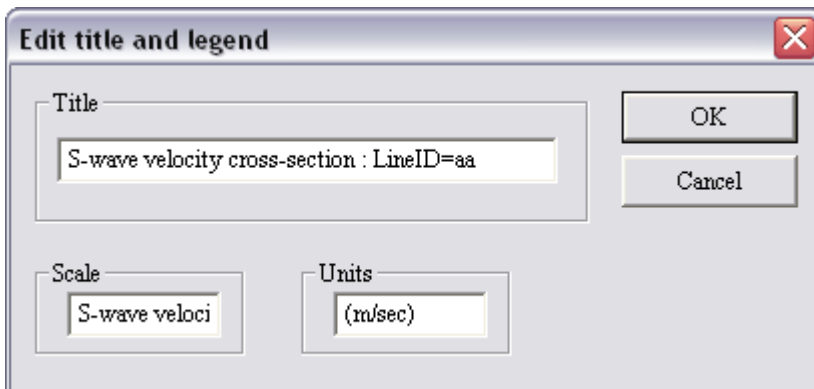 Edit title and legend
Title
OK
S-wave velocity cross-section : LineID=aa
Cancel
Scale
Units
S-wave veloci
(m/sec)